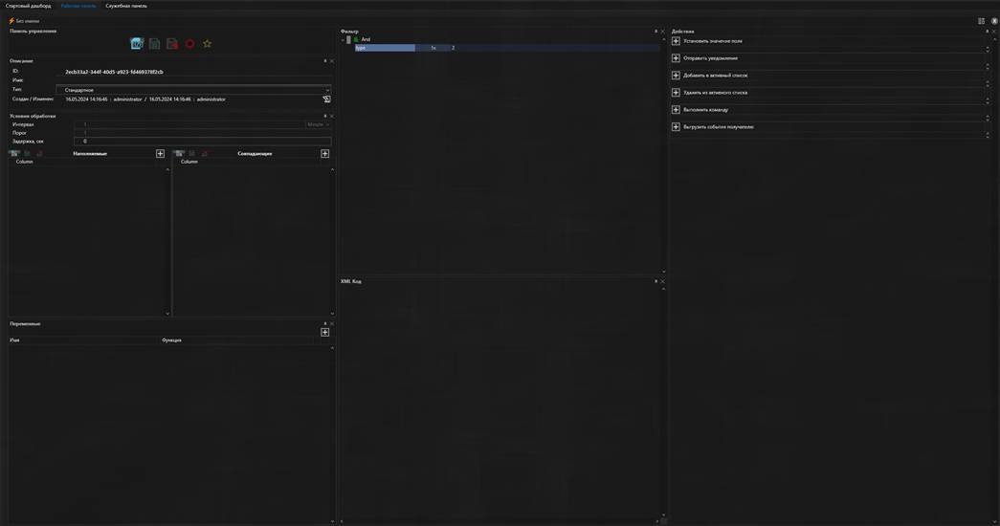 Стартовый дашборд Рабочая панель Служебная панель
Без имени
Панель управления
Описание
ID: 2ecb33a2-344f-40d5-a923-fd469378f2cb
Имя:
Тип: Стандартное
Создан / Изменен: 16.05.2024 14:16:46 : administrator / 16.05.2024 14:16:46 : administrator
Условия обработки
Интервал 1 Minute
Порог 1
Задержка, сек 0
Наполняемые
Column
Совпадающие
Column
Переменные
Имя Функция
Фильтр
And
type 2
XML Код
Действия
Установить значение поля
Отправить уведомление
Добавить в активный список
Удалить из активного списка
Выполнить команду
Выгрузить события получателю